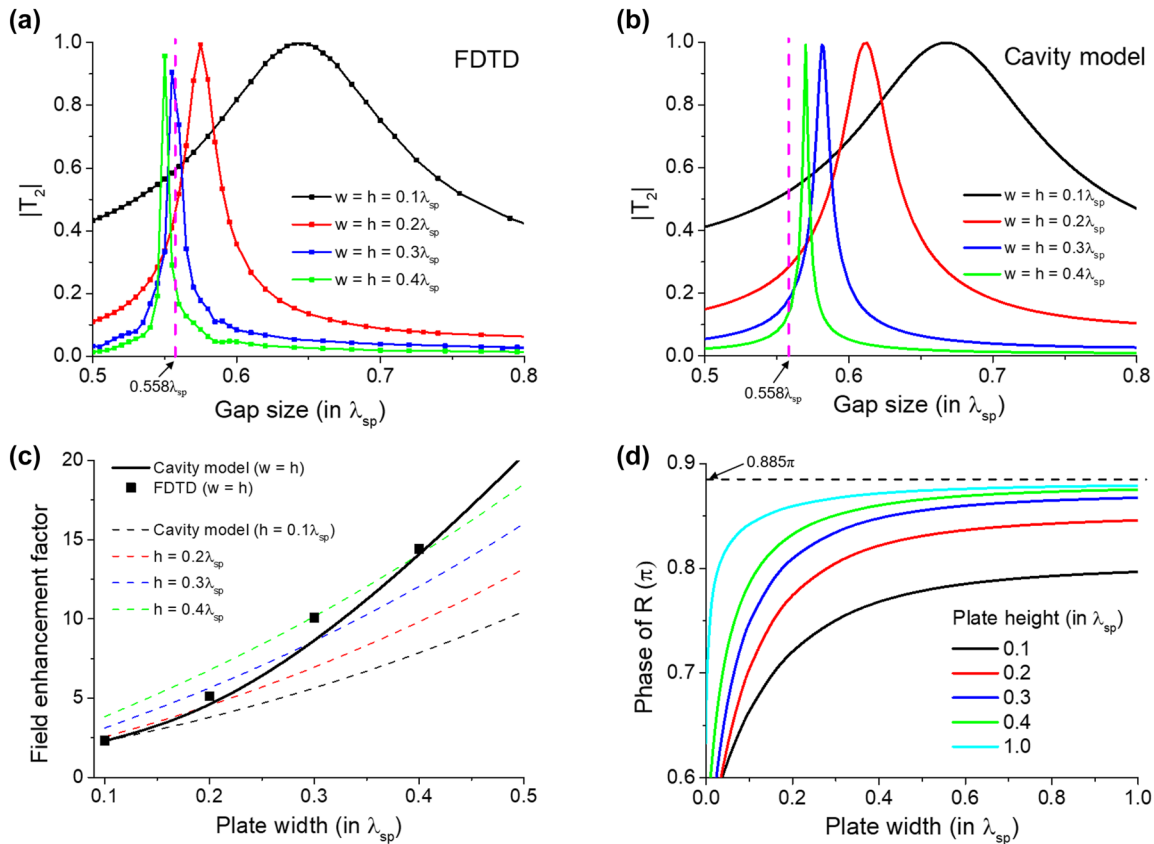 (a)
FDTD
|T2|
1.0
0.8
0.6
0.4
0.2
0.0
w = h = 0.1λsp
w = h = 0.2λsp
w = h = 0.3λsp
w = h = 0.4λsp
0.5
0.6
0.7
0.8
0.558λsp
Gap size (in λsp)
(b)
Cavity model
|T2|
1.0
0.8
0.6
0.4
0.2
0.0
w = h = 0.1λsp
w = h = 0.2λsp
w = h = 0.3λsp
w = h = 0.4λsp
0.5
0.6
0.7
0.8
0.558λsp
Gap size (in λsp)
(c)
Field enhancement factor
20
15
10
5
0
Cavity model (w = h)
FDTD (w = h)
Cavity model (h = 0.1λsp)
h = 0.2λsp
h = 0.3λsp
h = 0.4λsp
0.1
0.2
0.3
0.4
0.5
Plate width (in λsp)
(d)
Phase of R (π)
0.9
0.8
0.7
0.6
0.885π
Plate height (in λsp)
0.1
0.2
0.3
0.4
1.0
0.0
0.2
0.4
0.6
0.8
1.0
Plate width (in λsp)